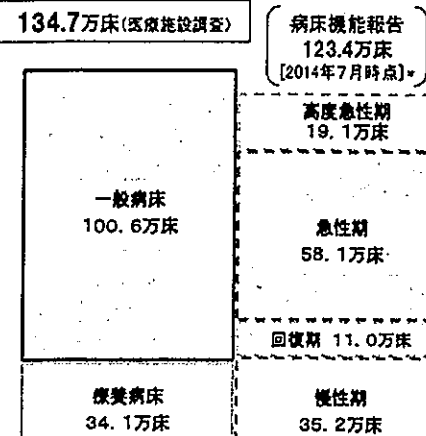 134.7万床(医療施設調査)
病床機能報告
123.4万床
[2014年7月時点]*
高度急性期
19.1万床
一般病床
100.6万床
急性期
58.1万床
回復期 11.0万床
療養病床
34.1万床
慢性期
35.2万床